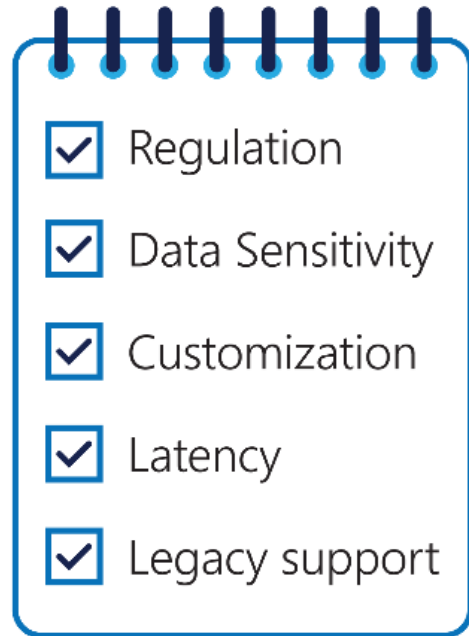 Regulation
Data Sensitivity
Customization
Latency
Legacy support